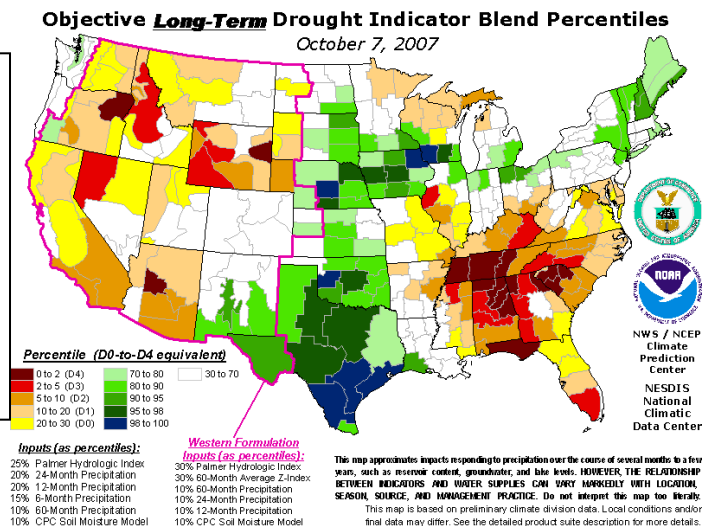 Objective Long-Term Drought Indicator Blend Percentiles
October 7, 2007
DEPARTMENT OF COMMERCE
UNITED STATES OF AMERICA
NOAA
NWS / NCEP
Climate
Prediction
Center
NESDIS
National
Climatic
Data Center
Percentile (D0-to-D4 equivalent)
0 to 2 (D4) 70 to 80 30 to 70
2 to 5 (D3) 80 to 90
5 to 10 (D2) 90 to 95
10 to 20 (D1) 95 to 98
20 to 30 (D0) 98 to 100
Inputs (as percentiles):
25% Palmer Hydrologic Index
20% 24-Month Precipitation
20% 12-Month Precipitation
15% 6-Month Precipitation
10% 60-Month Precipitation
10% CPC Soil Moisture Model
Western Formulation
Inputs (as percentiles):
30% Palmer Hydrologic Index
30% 60-Month Average Z-Index
10% 60-Month Precipitation
10% 24-Month Precipitation
10% 12-Month Precipitation
10% CPC Soil Moisture Model
This map approximates impacts responding to precipitation over the course of several months to a few
years, such as reservoir content, groundwater, and lake levels. HOWEVER, THE RELATIONSHIP
BETWEEN INDICATORS AND WATER SUPPLIES CAN VARY MARKEDLY WITH LOCATION,
SEASON, SOURCE, AND MANAGEMENT PRACTICE. Do not interpret this map too literally.
This map is based on preliminary climate division data. Local conditions and/or
final data may differ. See the detailed product suite description for more details.